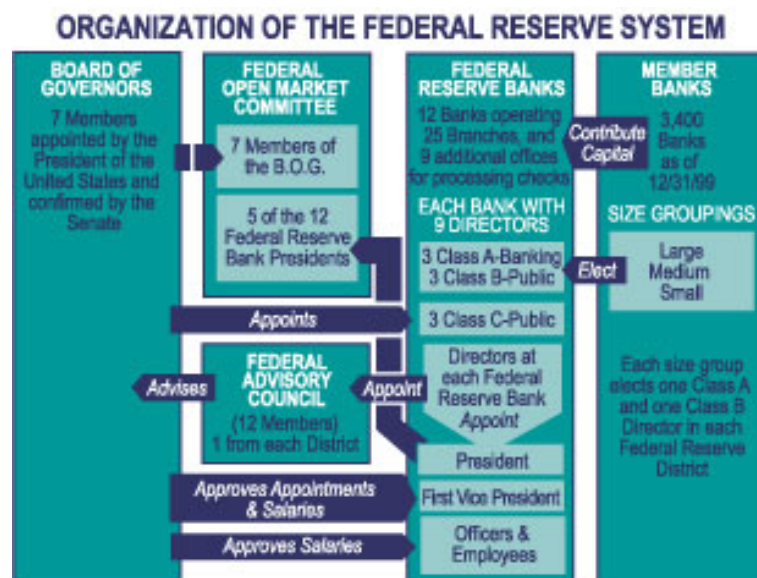 ORGANIZATION OF THE FEDERAL RESERVE SYSTEM
BOARD OF
GOVERNORS
7 Members
appointed by the
President of the
United States and
confirmed by the
Senate
FEDERAL
OPEN MARKET
COMMITTEE
7 Members of
the B.O.G.
5 of the 12
Federal Reserve
Bank Presidents
Appoints
FEDERAL
ADVISORY
COUNCIL
(12 Members)
1 from each District
Advises
Appoint
Approves Appointments
& Salaries
Approves Salaries
FEDERAL
RESERVE BANKS
12 Banks operating
25 Branches, and
9 additional offices
for processing checks
EACH BANK WITH
9 DIRECTORS
3 Class A-Banking
3 Class B-Public
3 Class C-Public
Directors at
each Federal
Reserve Bank
Appoint
President
First Vice President
Officers &
Employees
Contribute
Capital
Elect
MEMBER
BANKS
3,400
Banks
as of
12/31/99
SIZE GROUPINGS
Large
Medium
Small
Each size group
elects one Class A
and one Class B
Director in each
Federal Reserve
District